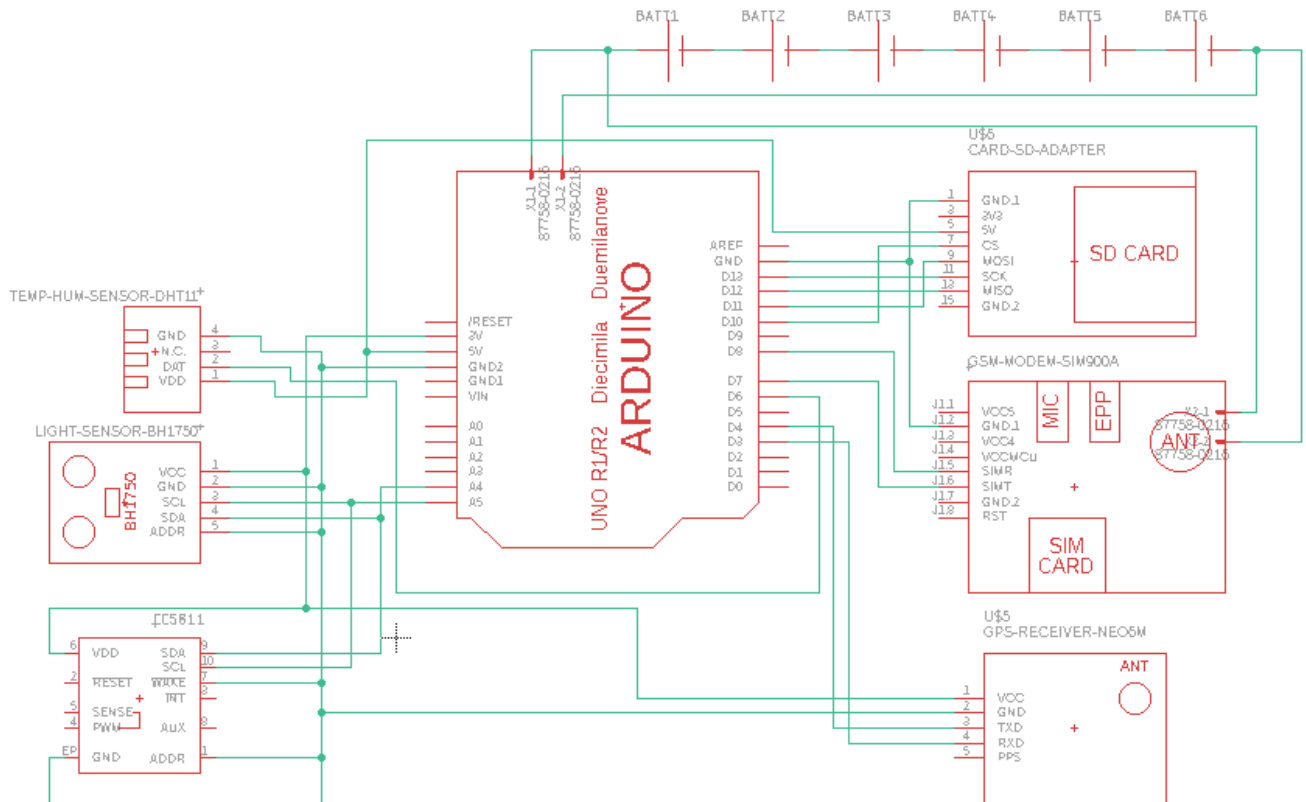 BATT1 BATT2 BATT3 BATT4 BATT5 BATT6
U$6
CARD-SD-ADAPTER
1 GND.1
3 3V3
5 5V
7 CS
9 MOSI
11 SCK
13 MISO
15 GND.2
SD CARD
X1-1
87758-0216
X1-2
87758-0216
UNO R1/R2 Diecimila Duemilanove
ARDUINO
/RESET
3V
5V
GND2
GND1
VIN
A0
A1
A2
A3
A4
A5
AREF
GND
D13
D12
D11
D10
D9
D8
D7
D6
D5
D4
D3
D2
D1
D0
TEMP-HUM-SENSOR-DHT11
GND 4
N.C. 3
DAT 2
VDD 1
LIGHT-SENSOR-BH1750
BH1750
VCC 1
GND 2
SCL 3
SDA 4
ADDR 5
GSM-MODEM-SIM900A
J1.1 VCC5
J1.2 GND.1
J1.3 VCC4
J1.4 VCCMCU
J1.5 SIMR
J1.6 SIMT
J1.7 GND.2
J1.8 RST
MIC
EPP
ANT
87758-0216
87758-0216
SIM
CARD
6 VDD SDA 9
SCL 10
2 RESET WAKE 7
INT 3
5 SENSE
4 PWM AUX 8
EP GND ADDR 1
U$5
GPS-RECEIVER-NEO6M
ANT
1 VCC
2 GND
3 TXD
4 RXD
5 PPS